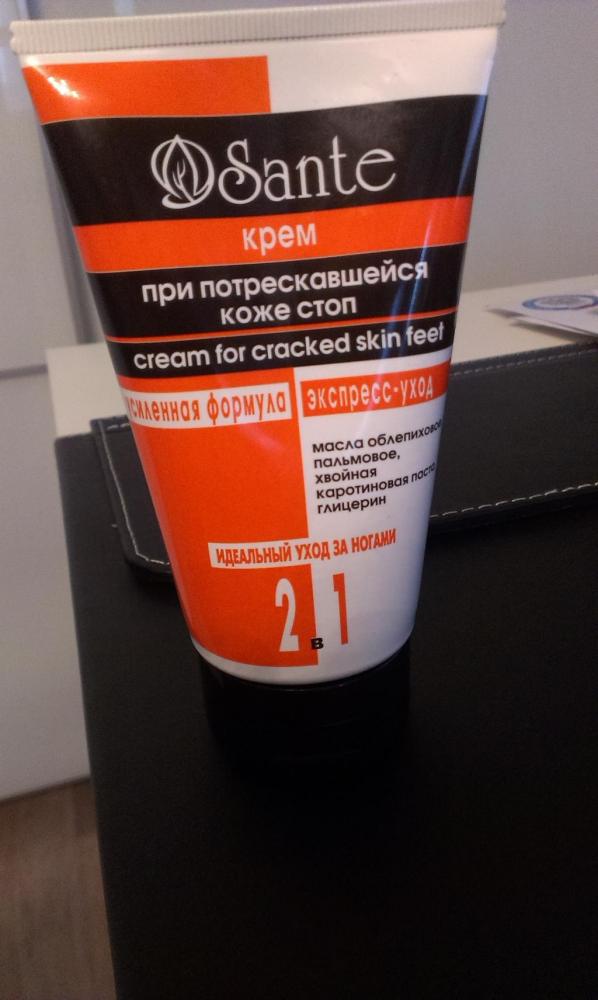 Sante
крем
при потрескавшейся
коже стоп
cream for cracked skin feet
усиленная формула
экспресс-уход
масла облепиховое,
пальмовое,
хвойная
каротиновая паста,
глицерин
ИДЕАЛЬНЫЙ УХОД ЗА НОГАМИ
2 в 1